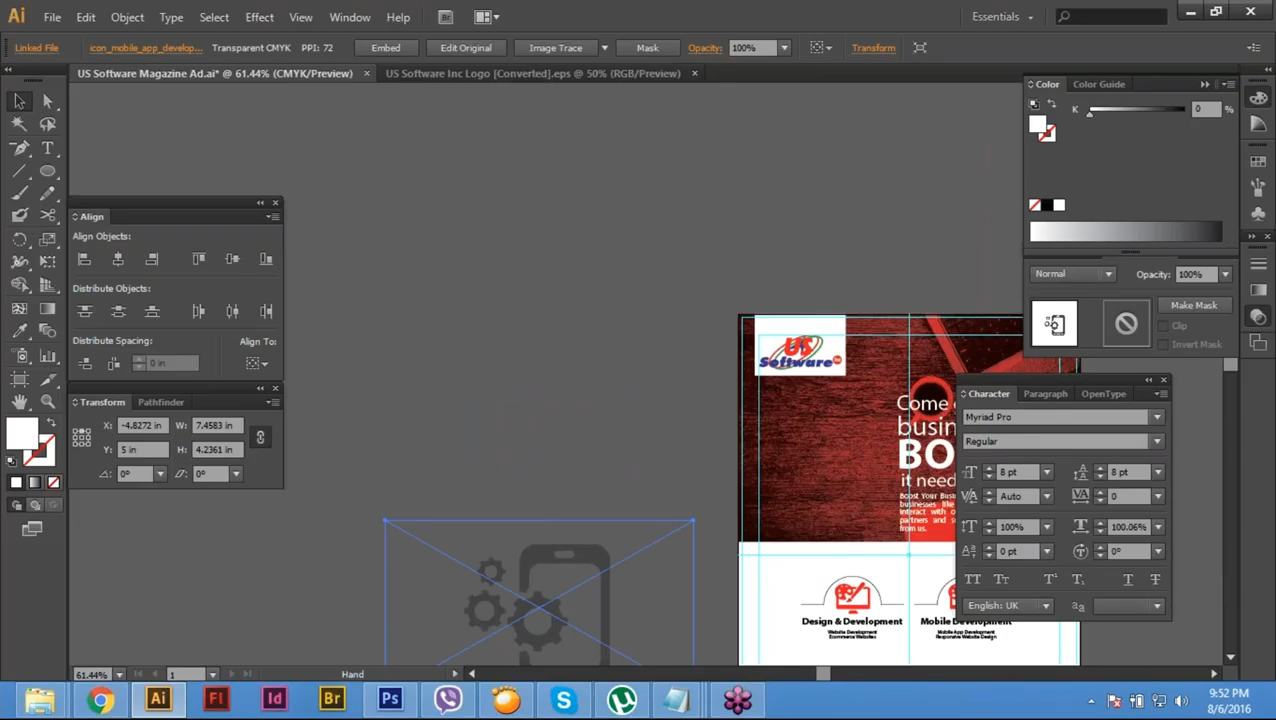 Ai File Edit Object Type Select Effect View Window Help Br Essentials
Linked File icon_mobile_app_develop... Transparent CMYK PPI: 72 Embed Edit Original Image Trace Mask Opacity: 100% Transform
US Software Magazine Ad.ai* @ 61.44% (CMYK/Preview) × US Software Inc Logo [Converted].eps @ 50% (RGB/Preview) ×
Color Color Guide
K 0 %
Align
Align Objects:
Distribute Objects:
Distribute Spacing: Align To:
0 in
Transform Pathfinder
X: -4.8272 in W: 7.4583 in
Y: 5 in H: 4.2361 in
0° 0°
Normal Opacity: 100%
Make Mask
Clip
Invert Mask
US
Software
Come
busin
BO
it need
Boost Your Busi
businesses like
interact with o
partners and s
from us.
Design & Development
Website Development
Ecommerce Websites
Mobile Development
Mobile App Development
Responsive Website Design
Character Paragraph OpenType
Myriad Pro
Regular
8 pt 8 pt
Auto 0
100% 100.06%
0 pt 0°
English: UK
61.44% 1 Hand
Ai Fl Id Br Ps
9:52 PM
8/6/2016